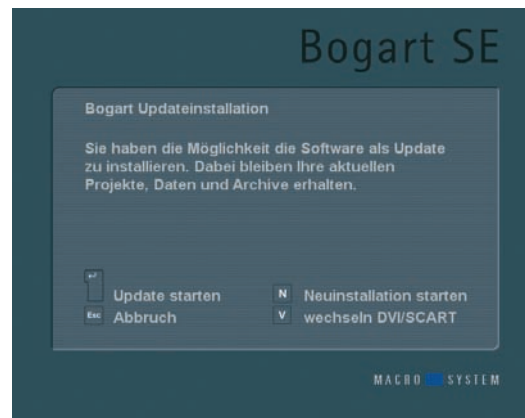 Bogart SE
Bogart Updateinstallation
Sie haben die Möglichkeit die Software als Update
zu installieren. Dabei bleiben Ihre aktuellen
Projekte, Daten und Archive erhalten.
↵ Update starten
N Neuinstallation starten
Esc Abbruch
V wechseln DVI/SCART
MACRO SYSTEM